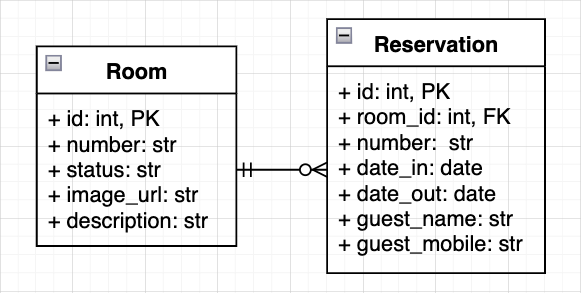 Room
+ id: int, PK
+ number: str
+ status: str
+ image_url: str
+ description: str
Reservation
+ id: int, PK
+ room_id: int, FK
+ number:  str
+ date_in: date
+ date_out: date
+ guest_name: str
+ guest_mobile: str